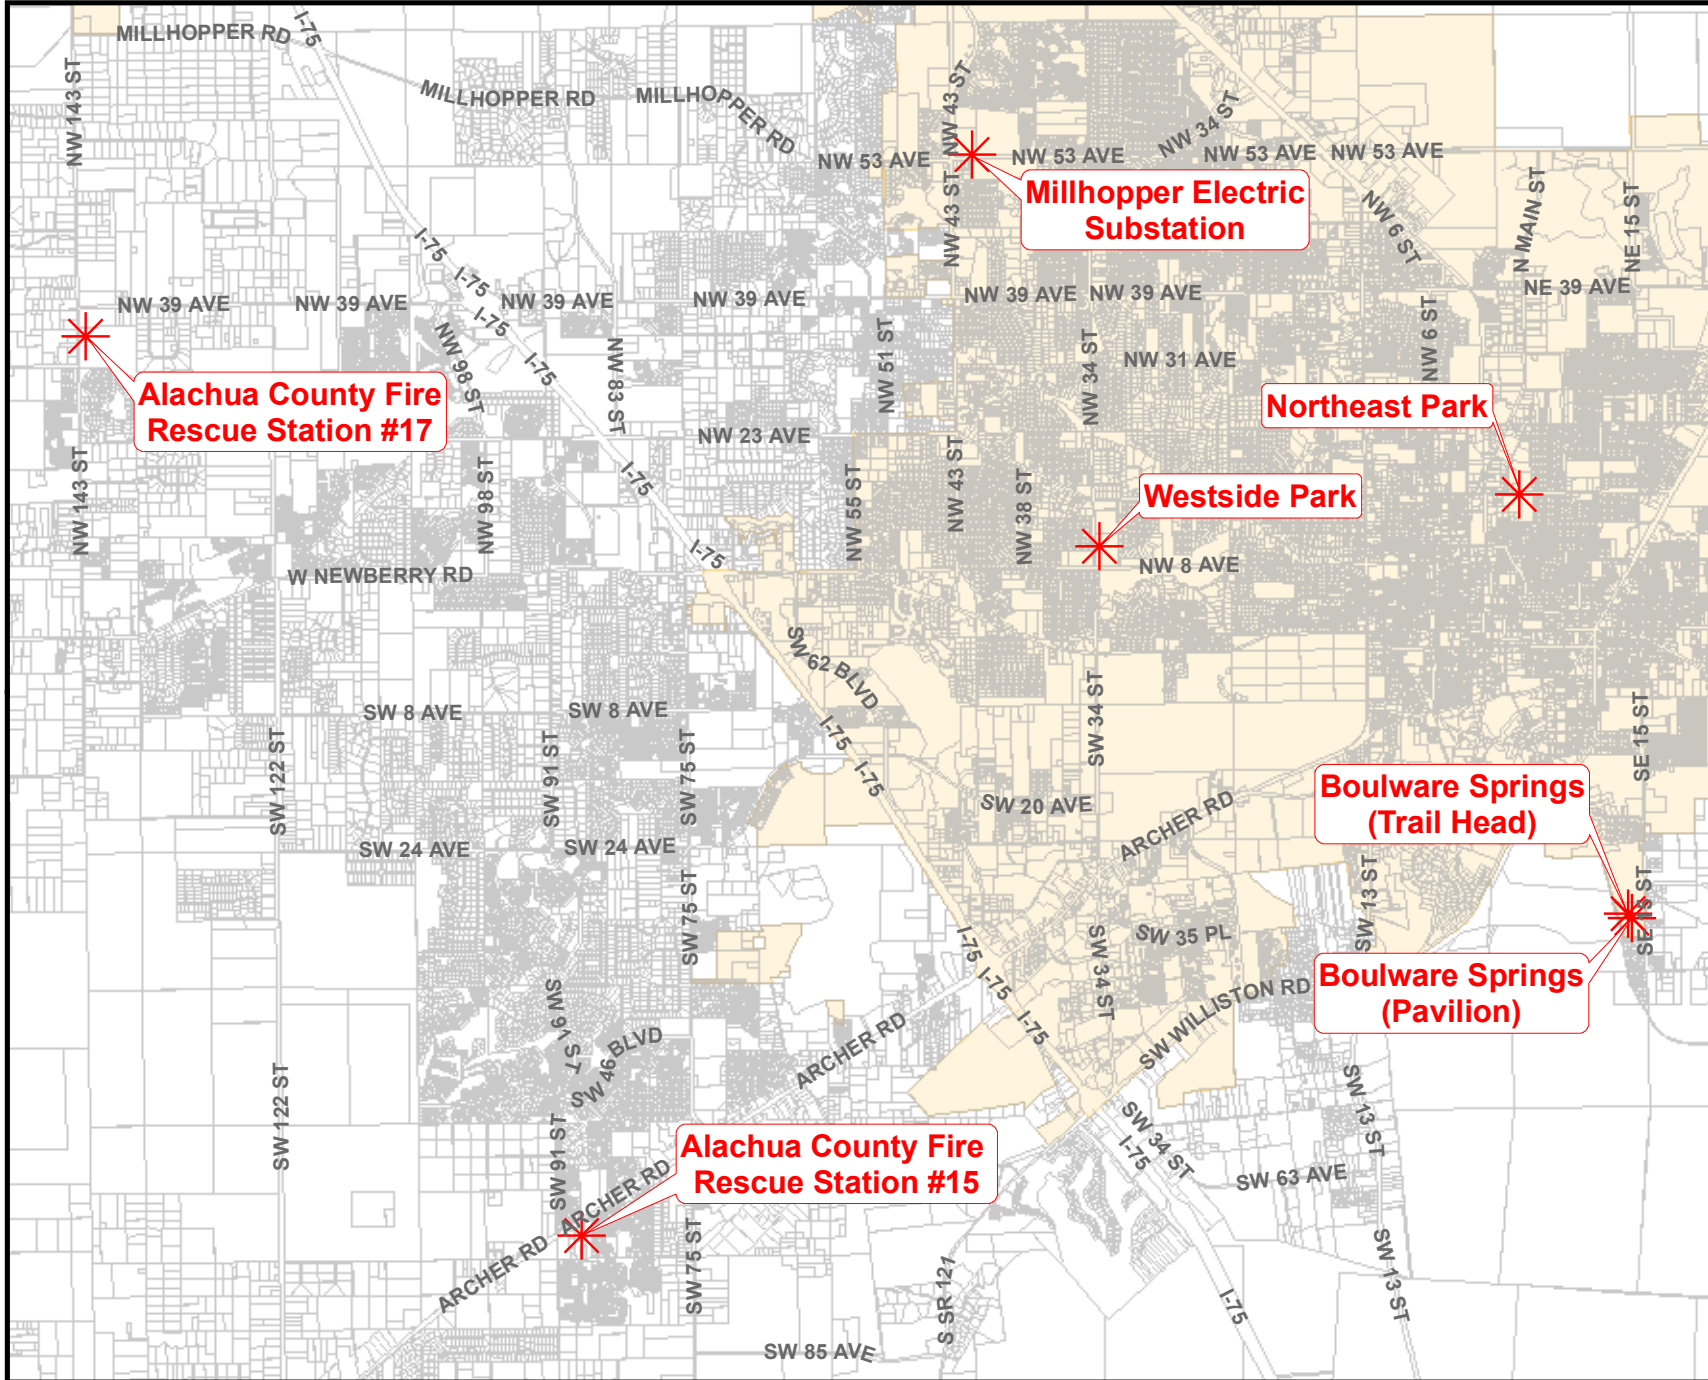 MILLHOPPER RD
I-75
NW 143 ST
MILLHOPPER RD
MILLHOPPER RD
NW 43 ST
NW 34 ST
NW 53 AVE
NW 53 AVE
NW 53 AVE
NW 53 AVE
Millhopper Electric
Substation
NW 43 ST
NW 6 ST
N MAIN ST
NE 15 ST
I-75
I-75
NW 39 AVE
NW 39 AVE
NW 39 AVE
NW 39 AVE
NW 39 AVE
NW 39 AVE
NE 39 AVE
I-75
I-75
NW 98 ST
NW 83 ST
NW 51 ST
NW 34 ST
NW 31 AVE
NW 6 ST
Alachua County Fire
Rescue Station #17
Northeast Park
NW 23 AVE
NW 143 ST
NW 98 ST
I-75
NW 55 ST
NW 43 ST
NW 38 ST
Westside Park
I-75
NW 8 AVE
W NEWBERRY RD
SW 62 BLVD
SW 8 AVE
SW 8 AVE
SW 34 ST
SE 15 ST
I-75
I-75
SW 122 ST
SW 91 ST
SW 75 ST
SW 20 AVE
ARCHER RD
Boulware Springs
(Trail Head)
SW 24 AVE
SW 24 AVE
SW 75 ST
SW 13 ST
SE 15 ST
SW 35 PL
I-75
I-75
SW 34 ST
I-75
SW WILLISTON RD
Boulware Springs
(Pavilion)
SW 91 ST
SW 46 BLVD
ARCHER RD
SW 122 ST
SW 13 ST
SW 34 ST
I-75
SW 91 ST
ARCHER RD
Alachua County Fire
Rescue Station #15
SW 63 AVE
ARCHER RD
SW 75 ST
S SR 121
I-75
SW 13 ST
SW 85 AVE